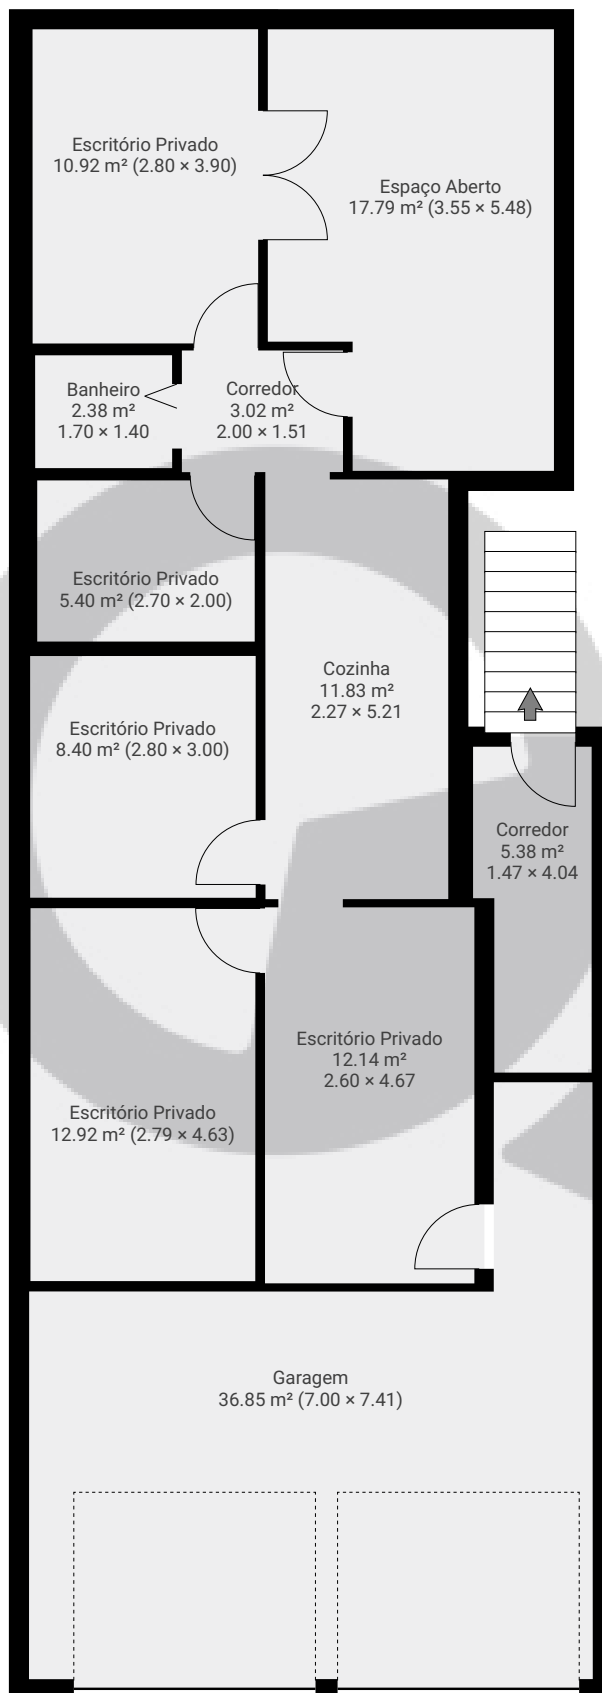 Escritório Privado
10.92 m² (2.80 × 3.90)
Espaço Aberto
17.79 m² (3.55 × 5.48)
Banheiro
2.38 m²
1.70 × 1.40
Corredor
3.02 m²
2.00 × 1.51
Escritório Privado
5.40 m² (2.70 × 2.00)
Cozinha
11.83 m²
2.27 × 5.21
Escritório Privado
8.40 m² (2.80 × 3.00)
Corredor
5.38 m²
1.47 × 4.04
Escritório Privado
12.14 m²
2.60 × 4.67
Escritório Privado
12.92 m² (2.79 × 4.63)
Garagem
36.85 m² (7.00 × 7.41)